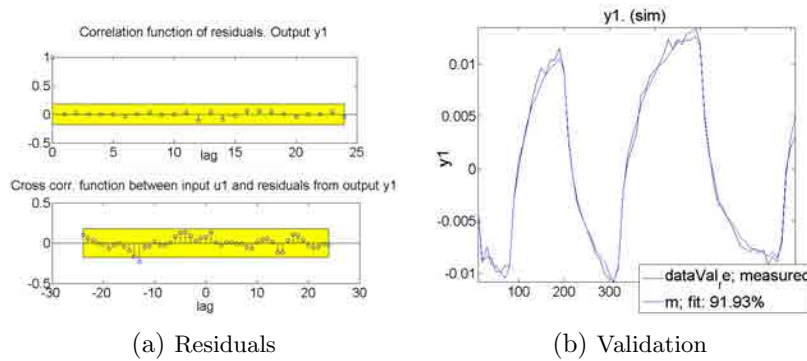 Correlation function of residuals. Output y1
1
0.5
0
-0.5
0 5 10 15 20 25
lag
Cross corr. function between input u1 and residuals from output y1
0.5
0
-0.5
-30 -20 -10 0 10 20 30
lag
(a) Residuals
y1. (sim)
0.01
0.005
0
-0.005
-0.01
y1
100 200 300
dataVal_re; measured
m; fit: 91.93%
(b) Validation